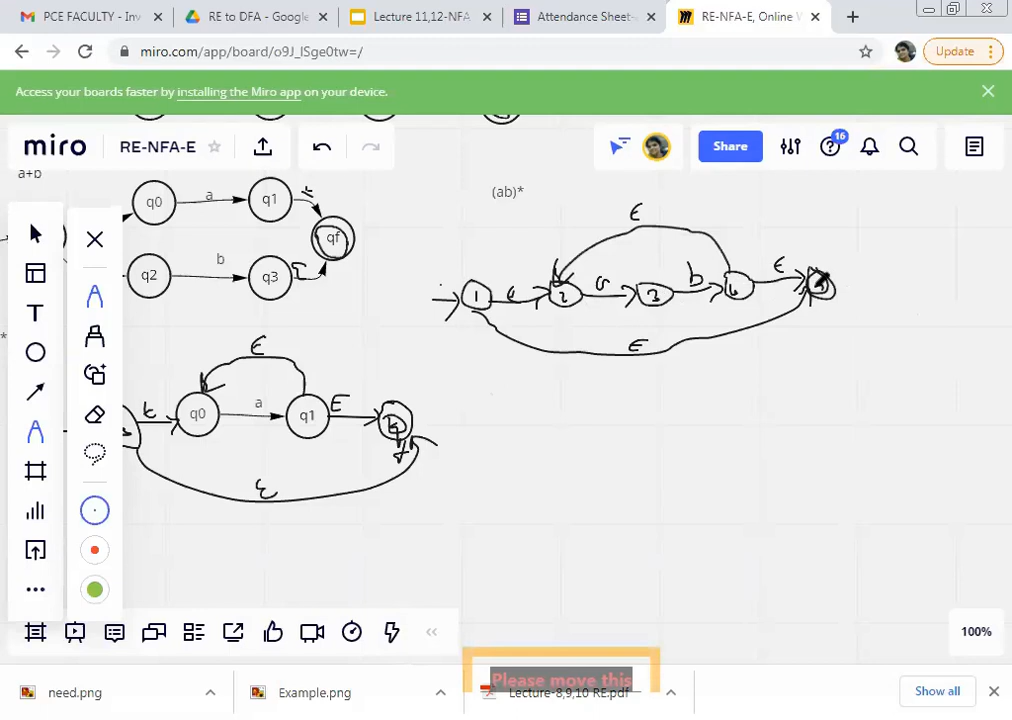 PCE FACULTY - Inv
RE to DFA - Google
Lecture 11,12-NFA
Attendance Sheet-
RE-NFA-E, Online W
miro.com/app/board/o9J_lSge0tw=/
Update
Access your boards faster by installing the Miro app on your device.
miro
RE-NFA-E
Share
16
a+b
(ab)*
q0
a
q1
ε
qf
q2
b
q3
ε
1
ε
2
a
3
b
4
ε
ε
ε
*
ε
q0
a
q1
ε
ε
ε
T
100%
Please move this
need.png
Example.png
Lecture-8,9,10 RE.pdf
Show all